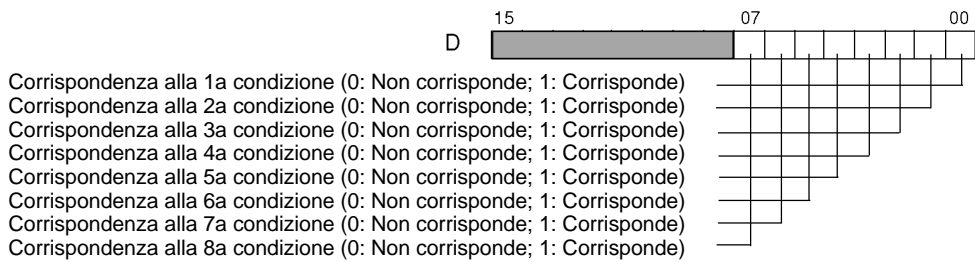 15 07 00
D
Corrispondenza alla 1a condizione (0: Non corrisponde; 1: Corrisponde)
Corrispondenza alla 2a condizione (0: Non corrisponde; 1: Corrisponde)
Corrispondenza alla 3a condizione (0: Non corrisponde; 1: Corrisponde)
Corrispondenza alla 4a condizione (0: Non corrisponde; 1: Corrisponde)
Corrispondenza alla 5a condizione (0: Non corrisponde; 1: Corrisponde)
Corrispondenza alla 6a condizione (0: Non corrisponde; 1: Corrisponde)
Corrispondenza alla 7a condizione (0: Non corrisponde; 1: Corrisponde)
Corrispondenza alla 8a condizione (0: Non corrisponde; 1: Corrisponde)